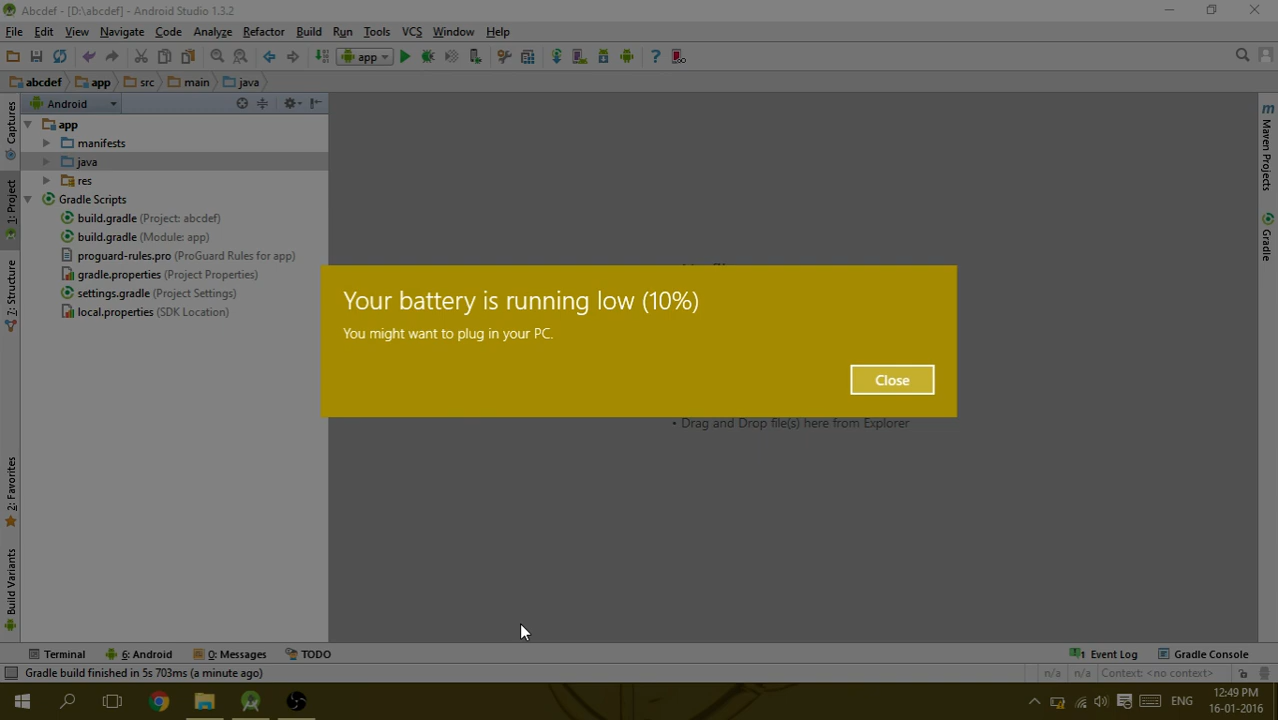 Abcdef - [D:\abcdef] - Android Studio 1.3.2
File Edit View Navigate Code Analyze Refactor Build Run Tools VCS Window Help
app
abcdef app src main java
Captures
1: Project
7: Structure
2: Favorites
Build Variants
Android
app
manifests
java
res
Gradle Scripts
build.gradle (Project: abcdef)
build.gradle (Module: app)
proguard-rules.pro (ProGuard Rules for app)
gradle.properties (Project Properties)
settings.gradle (Project Settings)
local.properties (SDK Location)
Your battery is running low (10%)
You might want to plug in your PC.
Close
• Drag and Drop file(s) here from Explorer
m
Maven Projects
Gradle
Terminal 6: Android 0: Messages TODO 1 Event Log Gradle Console
Gradle build finished in 5s 703ms (a minute ago) n/a n/a Context: <no context>
ENG
12:49 PM
16-01-2016